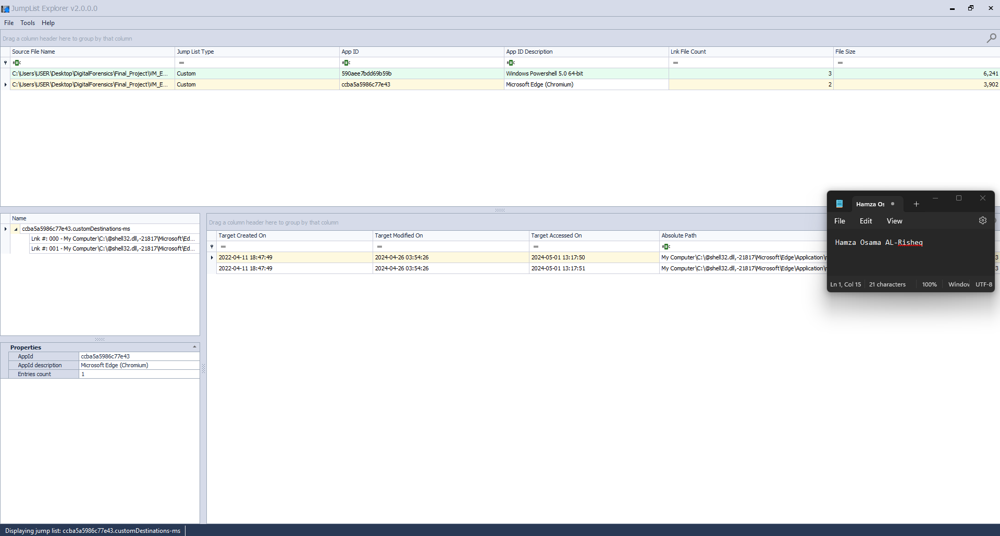 JumpList Explorer v2.0.0.0
File Tools Help
Drag a column header here to group by that column
Source File Name Jump List Type App ID App ID Description Lnk File Count File Size
C:\Users\USER\Desktop\DigitalForensics\Final_Project\VM_E... Custom 590aee7bdd69b59b Windows Powershell 5.0 64-bit 3 6,241
C:\Users\USER\Desktop\DigitalForensics\Final_Project\VM_E... Custom ccba5a5986c77e43 Microsoft Edge (Chromium) 2 3,902
Hamza Os
File Edit View
Hamza Osama AL-Risheq
Ln 1, Col 15 21 characters 100% Window UTF-8
Name
ccba5a5986c77e43.customDestinations-ms
Lnk #: 000 - My Computer\C:\@shell32.dll,-21817\Microsoft\Ed...
Lnk #: 001 - My Computer\C:\@shell32.dll,-21817\Microsoft\Ed...
Drag a column header here to group by that column
Target Created On Target Modified On Target Accessed On Absolute Path
2022-04-11 18:47:49 2024-04-26 03:54:26 2024-05-01 13:17:50 My Computer\C:\@shell32.dll,-21817\Microsoft\Edge\Application\ 3
2022-04-11 18:47:49 2024-04-26 03:54:26 2024-05-01 13:17:51 My Computer\C:\@shell32.dll,-21817\Microsoft\Edge\Application\ 3
Properties
AppId ccba5a5986c77e43
AppId description Microsoft Edge (Chromium)
Entries count 1
Displaying jump list: ccba5a5986c77e43.customDestinations-ms